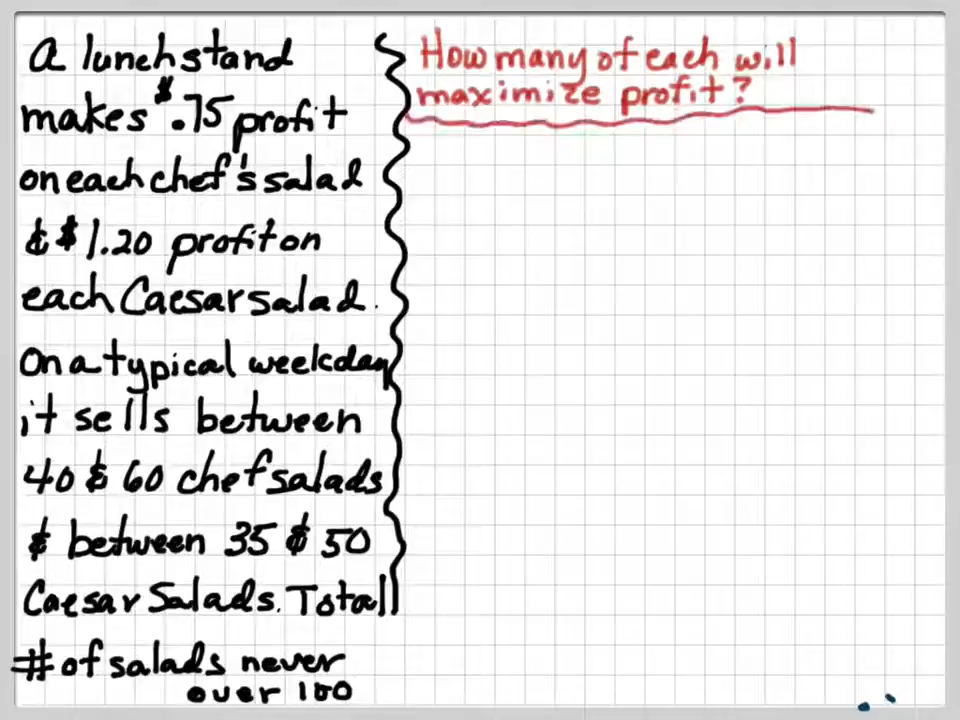 A lunchstand
makes $.75 profit
on each chef's salad
& $1.20 profit on
each Caesar salad.
On a typical weekday
it sells between
40 & 60 chef salads
& between 35 & 50
Caesar Salads. Total
# of salads never
over 100
How many of each will
maximize profit?